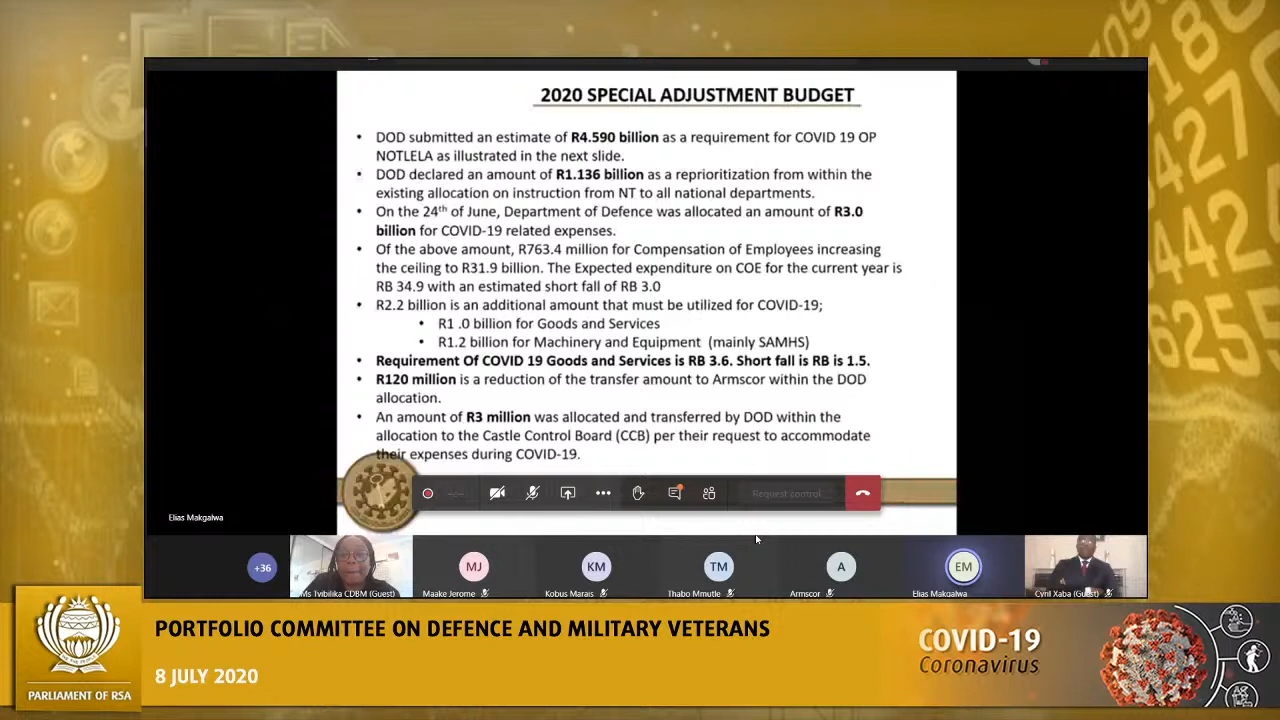 2020 SPECIAL ADJUSTMENT BUDGET
• DOD submitted an estimate of R4.590 billion as a requirement for COVID 19 OP
NOTLELA as illustrated in the next slide.
• DOD declared an amount of R1.136 billion as a reprioritization from within the
existing allocation on instruction from NT to all national departments.
• On the 24th of June, Department of Defence was allocated an amount of R3.0
billion for COVID-19 related expenses.
• Of the above amount, R763.4 million for Compensation of Employees increasing
the ceiling to R31.9 billion. The Expected expenditure on COE for the current year is
RB 34.9 with an estimated short fall of RB 3.0
• R2.2 billion is an additional amount that must be utilized for COVID-19;
• R1 .0 billion for Goods and Services
• R1.2 billion for Machinery and Equipment (mainly SAMHS)
• Requirement Of COVID 19 Goods and Services is RB 3.6. Short fall is RB is 1.5.
• R120 million is a reduction of the transfer amount to Armscor within the DOD
allocation.
• An amount of R3 million was allocated and transferred by DOD within the
allocation to the Castle Control Board (CCB) per their request to accommodate
their expenses during COVID-19.
Request control
Elias Makgalwa
+36
MJ
KM
TM
A
EM
Ms Tvbilika CDBM (Guest)
Maake Jerome
Kobus Marais
Thabo Mmutle
Armscor
Elias Makgalwa
Cyril Xaba (Guest)
PORTFOLIO COMMITTEE ON DEFENCE AND MILITARY VETERANS
8 JULY 2020
PARLIAMENT OF RSA
COVID-19
Coronavirus